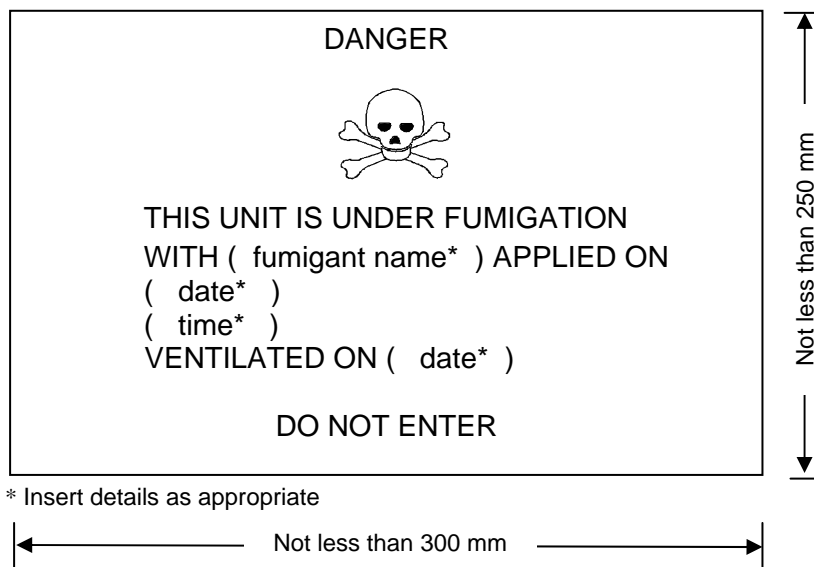 DANGER
THIS UNIT IS UNDER FUMIGATION
WITH ( fumigant name* ) APPLIED ON
( date* )
( time* )
VENTILATED ON ( date* )
DO NOT ENTER
Not less than 250 mm
* Insert details as appropriate
Not less than 300 mm